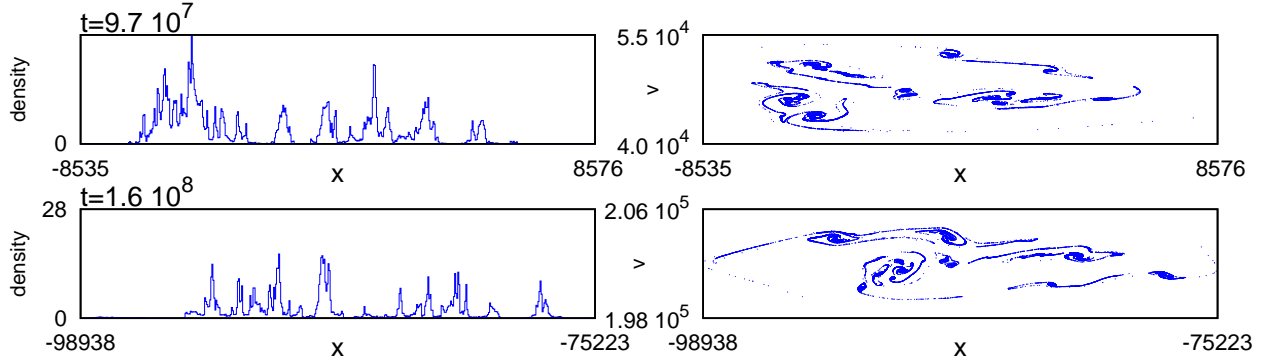 t=9.7 10^7
density
0
-8535
x
8576
5.5 10^4
v
4.0 10^4
-8535
x
8576
t=1.6 10^8
28
density
0
-98938
x
-75223
2.06 10^5
v
1.98 10^5
-98938
x
-75223